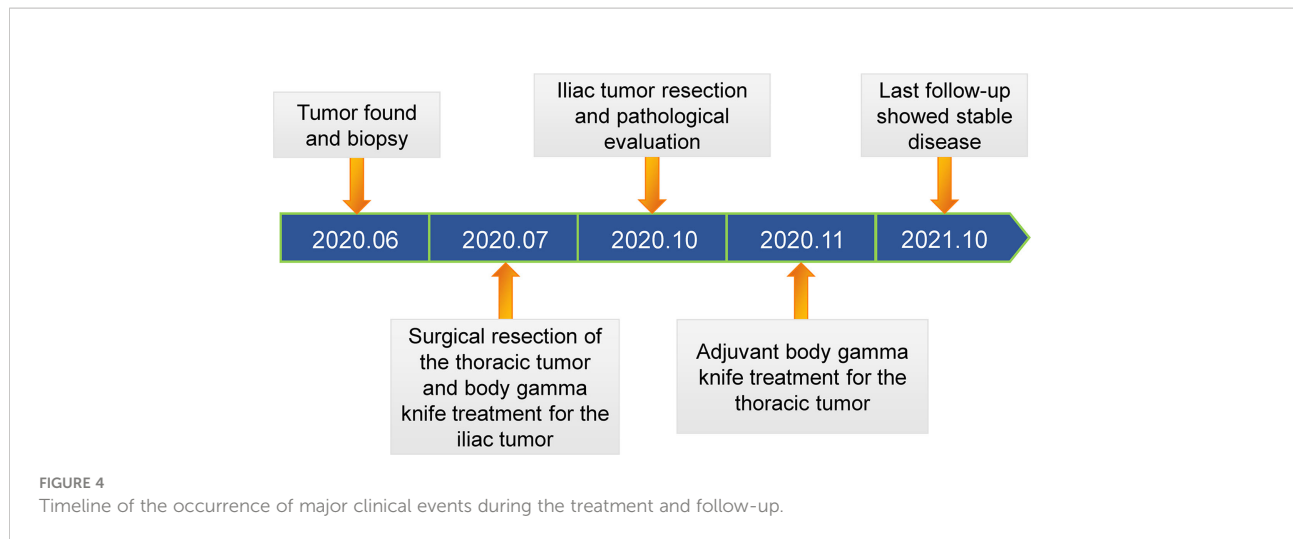 Tumor found
and biopsy
Iliac tumor resection
and pathological
evaluation
Last follow-up
showed stable
disease
2020.06
2020.07
2020.10
2020.11
2021.10
Surgical resection of
the thoracic tumor
and body gamma
knife treatment for the
iliac tumor
Adjuvant body gamma
knife treatment for the
thoracic tumor
FIGURE 4
Timeline of the occurrence of major clinical events during the treatment and follow-up.